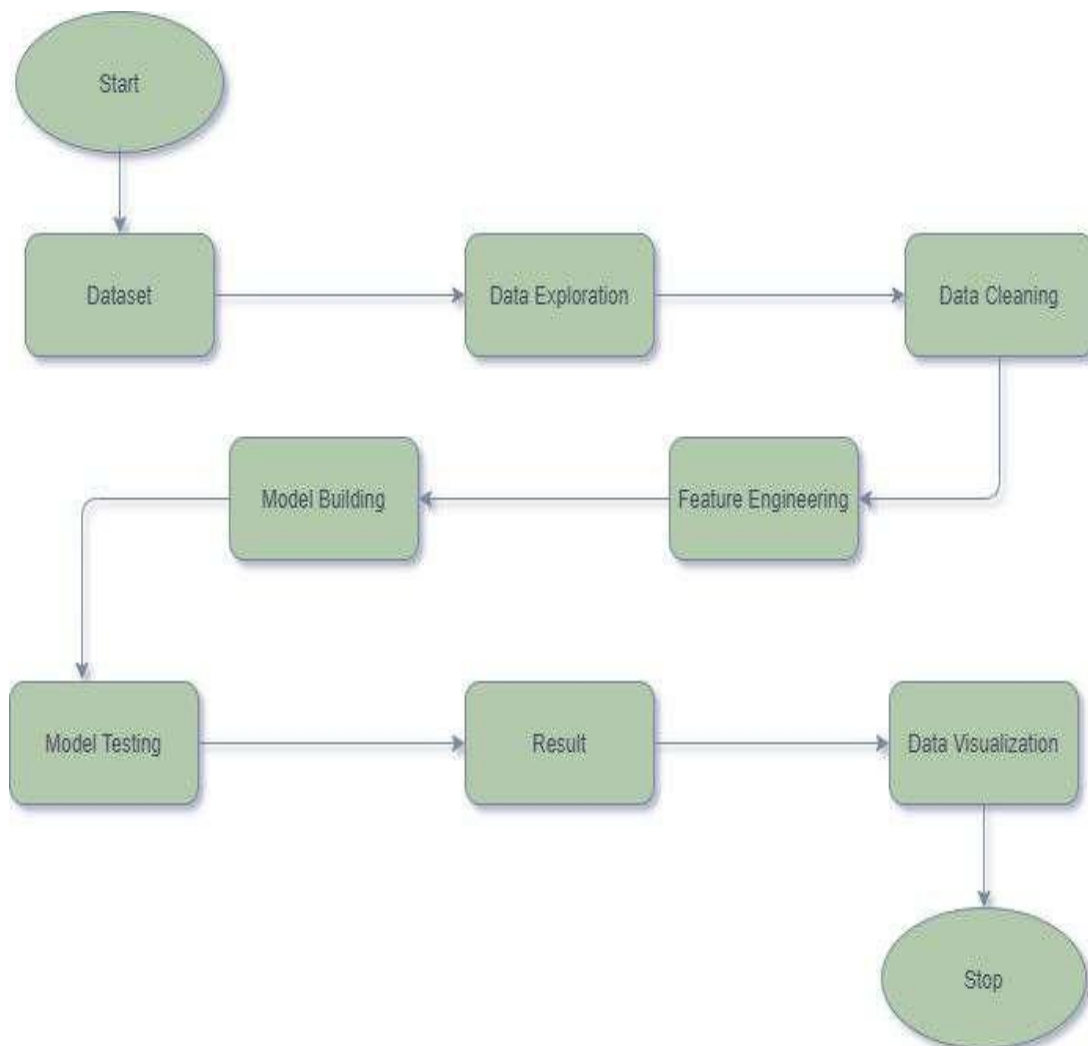 Start
Dataset
Data Exploration
Data Cleaning
Feature Engineering
Model Building
Model Testing
Result
Data Visualization
Stop